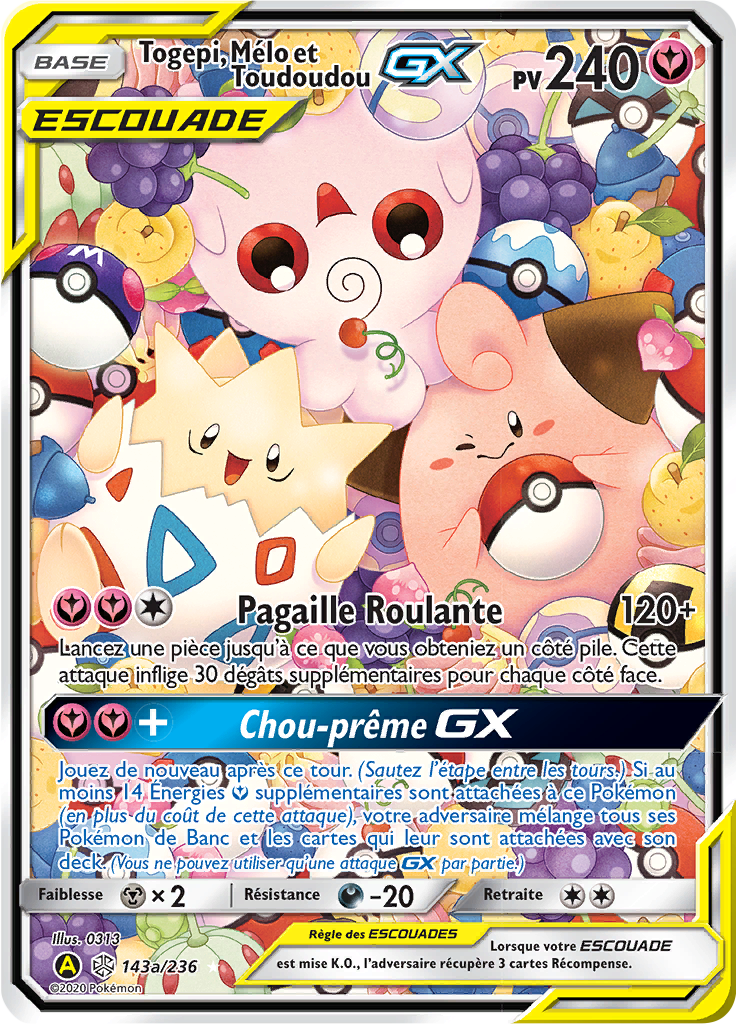 BASE
Togepi, Mélo et
Toudoudou GX
PV 240
ESCOUADE
M
Pagaille Roulante 120+
Lancez une pièce jusqu'à ce que vous obteniez un côté pile. Cette
attaque inflige 30 dégâts supplémentaires pour chaque côté face.
+ Chou-prême GX
Jouez de nouveau après ce tour. (Sautez l'étape entre les tours.) Si au
moins 14 Énergies supplémentaires sont attachées à ce Pokémon
(en plus du coût de cette attaque), votre adversaire mélange tous ses
Pokémon de Banc et les cartes qui leur sont attachées avec son
deck. (Vous ne pouvez utiliser qu'une attaque GX par partie.)
Faiblesse ×2 Résistance -20 Retraite
Illus. 0313
Règle des ESCOUADES
Lorsque votre ESCOUADE
est mise K.O., l'adversaire récupère 3 cartes Récompense.
A 143a/236
©2020 Pokémon